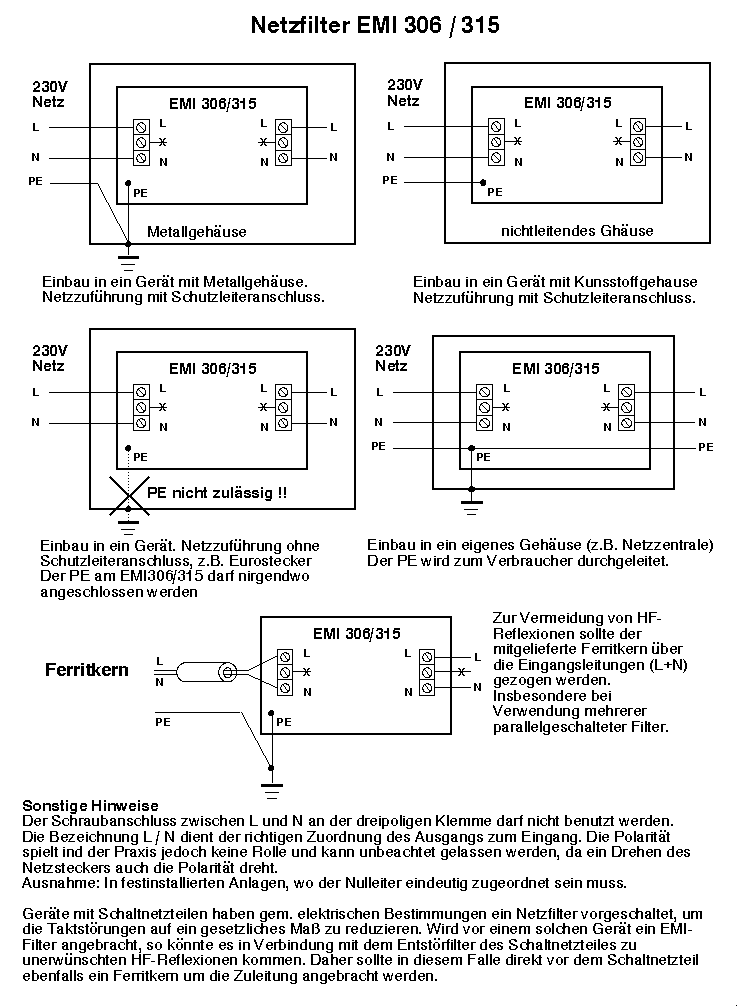 Netzfilter EMI 306 / 315
230V
Netz
EMI 306/315
L
L
L
L
X
X
N
N
N
N
PE
PE
Metallgehäuse
Einbau in ein Gerät mit Metallgehäuse.
Netzzuführung mit Schutzleiteranschluss.
230V
Netz
EMI 306/315
L
L
L
L
X
X
N
N
N
N
PE
PE
nichtleitendes Ghäuse
Einbau in ein Gerät mit Kunsstoffgehause
Netzzuführung mit Schutzleiteranschluss.
230V
Netz
EMI 306/315
L
L
L
L
X
X
N
N
N
N
PE
PE nicht zulässig !!
Einbau in ein Gerät. Netzzuführung ohne
Schutzleiteranschluss, z.B. Eurostecker
Der PE am EMI306/315 darf nirgendwo
angeschlossen werden
230V
Netz
EMI 306/315
L
L
L
L
X
X
N
N
N
N
PE
PE
PE
Einbau in ein eigenes Gehäuse (z.B. Netzzentrale)
Der PE wird zum Verbraucher durchgeleitet.
Ferritkern
EMI 306/315
L
L
L
L
X
X
N
N
N
N
PE
PE
Zur Vermeidung von HF-
Reflexionen sollte der
mitgelieferte Ferritkern über
die Eingangsleitungen (L+N)
gezogen werden.
Insbesondere bei
Verwendung mehrerer
parallelgeschalteter Filter.
Sonstige Hinweise
Der Schraubanschluss zwischen L und N an der dreipoligen Klemme darf nicht benutzt werden.
Die Bezeichnung L / N dient der richtigen Zuordnung des Ausgangs zum Eingang. Die Polarität
spielt ind der Praxis jedoch keine Rolle und kann unbeachtet gelassen werden, da ein Drehen des
Netzsteckers auch die Polarität dreht.
Ausnahme: In festinstallierten Anlagen, wo der Nulleiter eindeutig zugeordnet sein muss.
Geräte mit Schaltnetzteilen haben gem. elektrischen Bestimmungen ein Netzfilter vorgeschaltet, um
die Taktstörungen auf ein gesetzliches Maß zu reduzieren. Wird vor einem solchen Gerät ein EMI-
Filter angebracht, so könnte es in Verbindung mit dem Entstörfilter des Schaltnetzteiles zu
unerwünschten HF-Reflexionen kommen. Daher sollte in diesem Falle direkt vor dem Schaltnetzteil
ebenfalls ein Ferritkern um die Zuleitung angebracht werden.